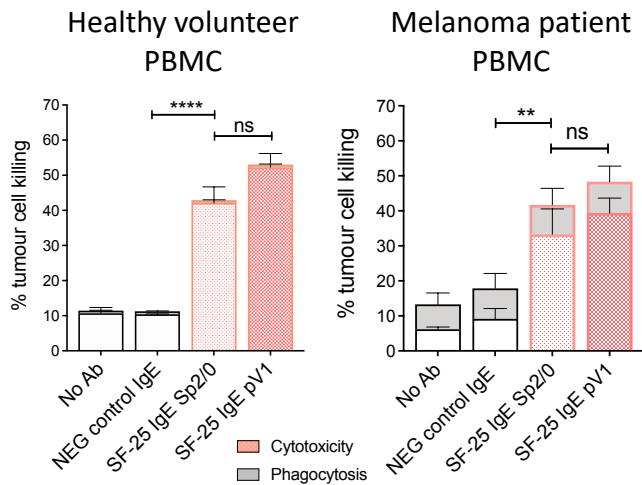 Healthy volunteer
PBMC
% tumour cell killing
70
60
50
40
30
20
10
0
****
ns
No Ab
NEG control IgE
SF-25 IgE Sp2/0
SF-25 IgE pV1
Melanoma patient
PBMC
% tumour cell killing
70
60
50
40
30
20
10
0
**
ns
No Ab
NEG control IgE
SF-25 IgE Sp2/0
SF-25 IgE pV1
Cytotoxicity
Phagocytosis